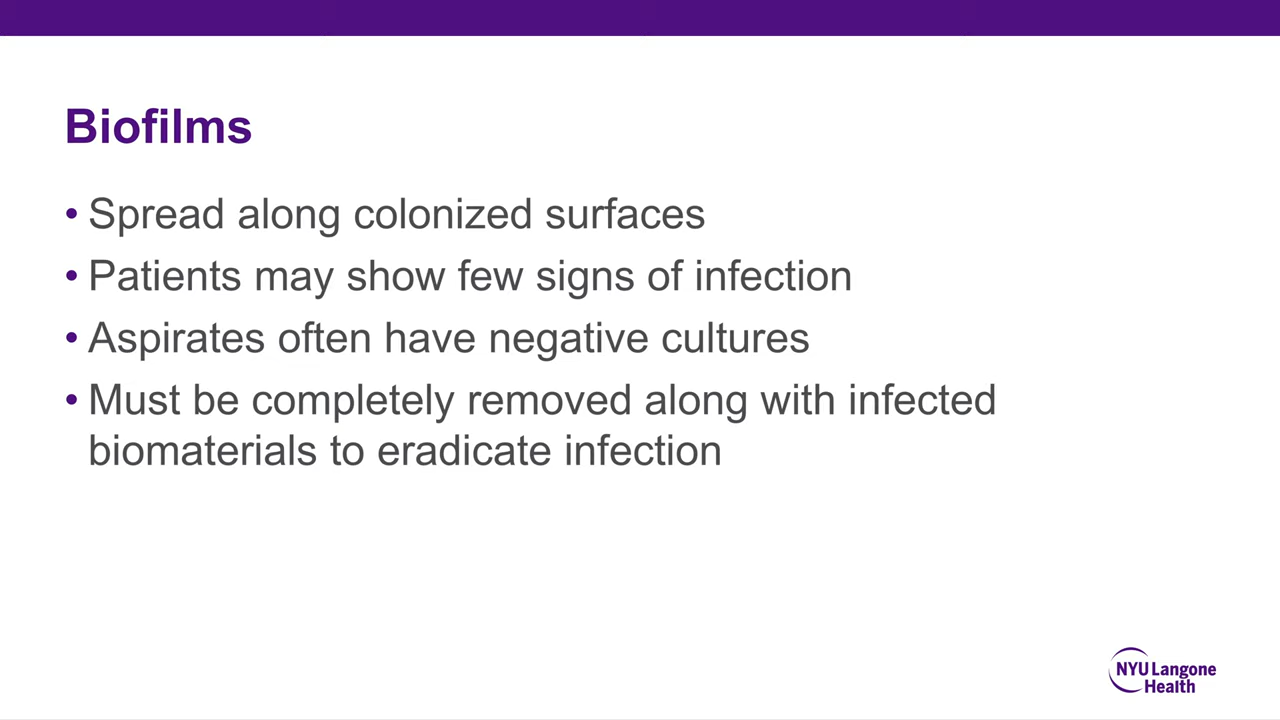 Biofilms
• Spread along colonized surfaces
• Patients may show few signs of infection
• Aspirates often have negative cultures
• Must be completely removed along with infected
biomaterials to eradicate infection
NYU Langone
Health